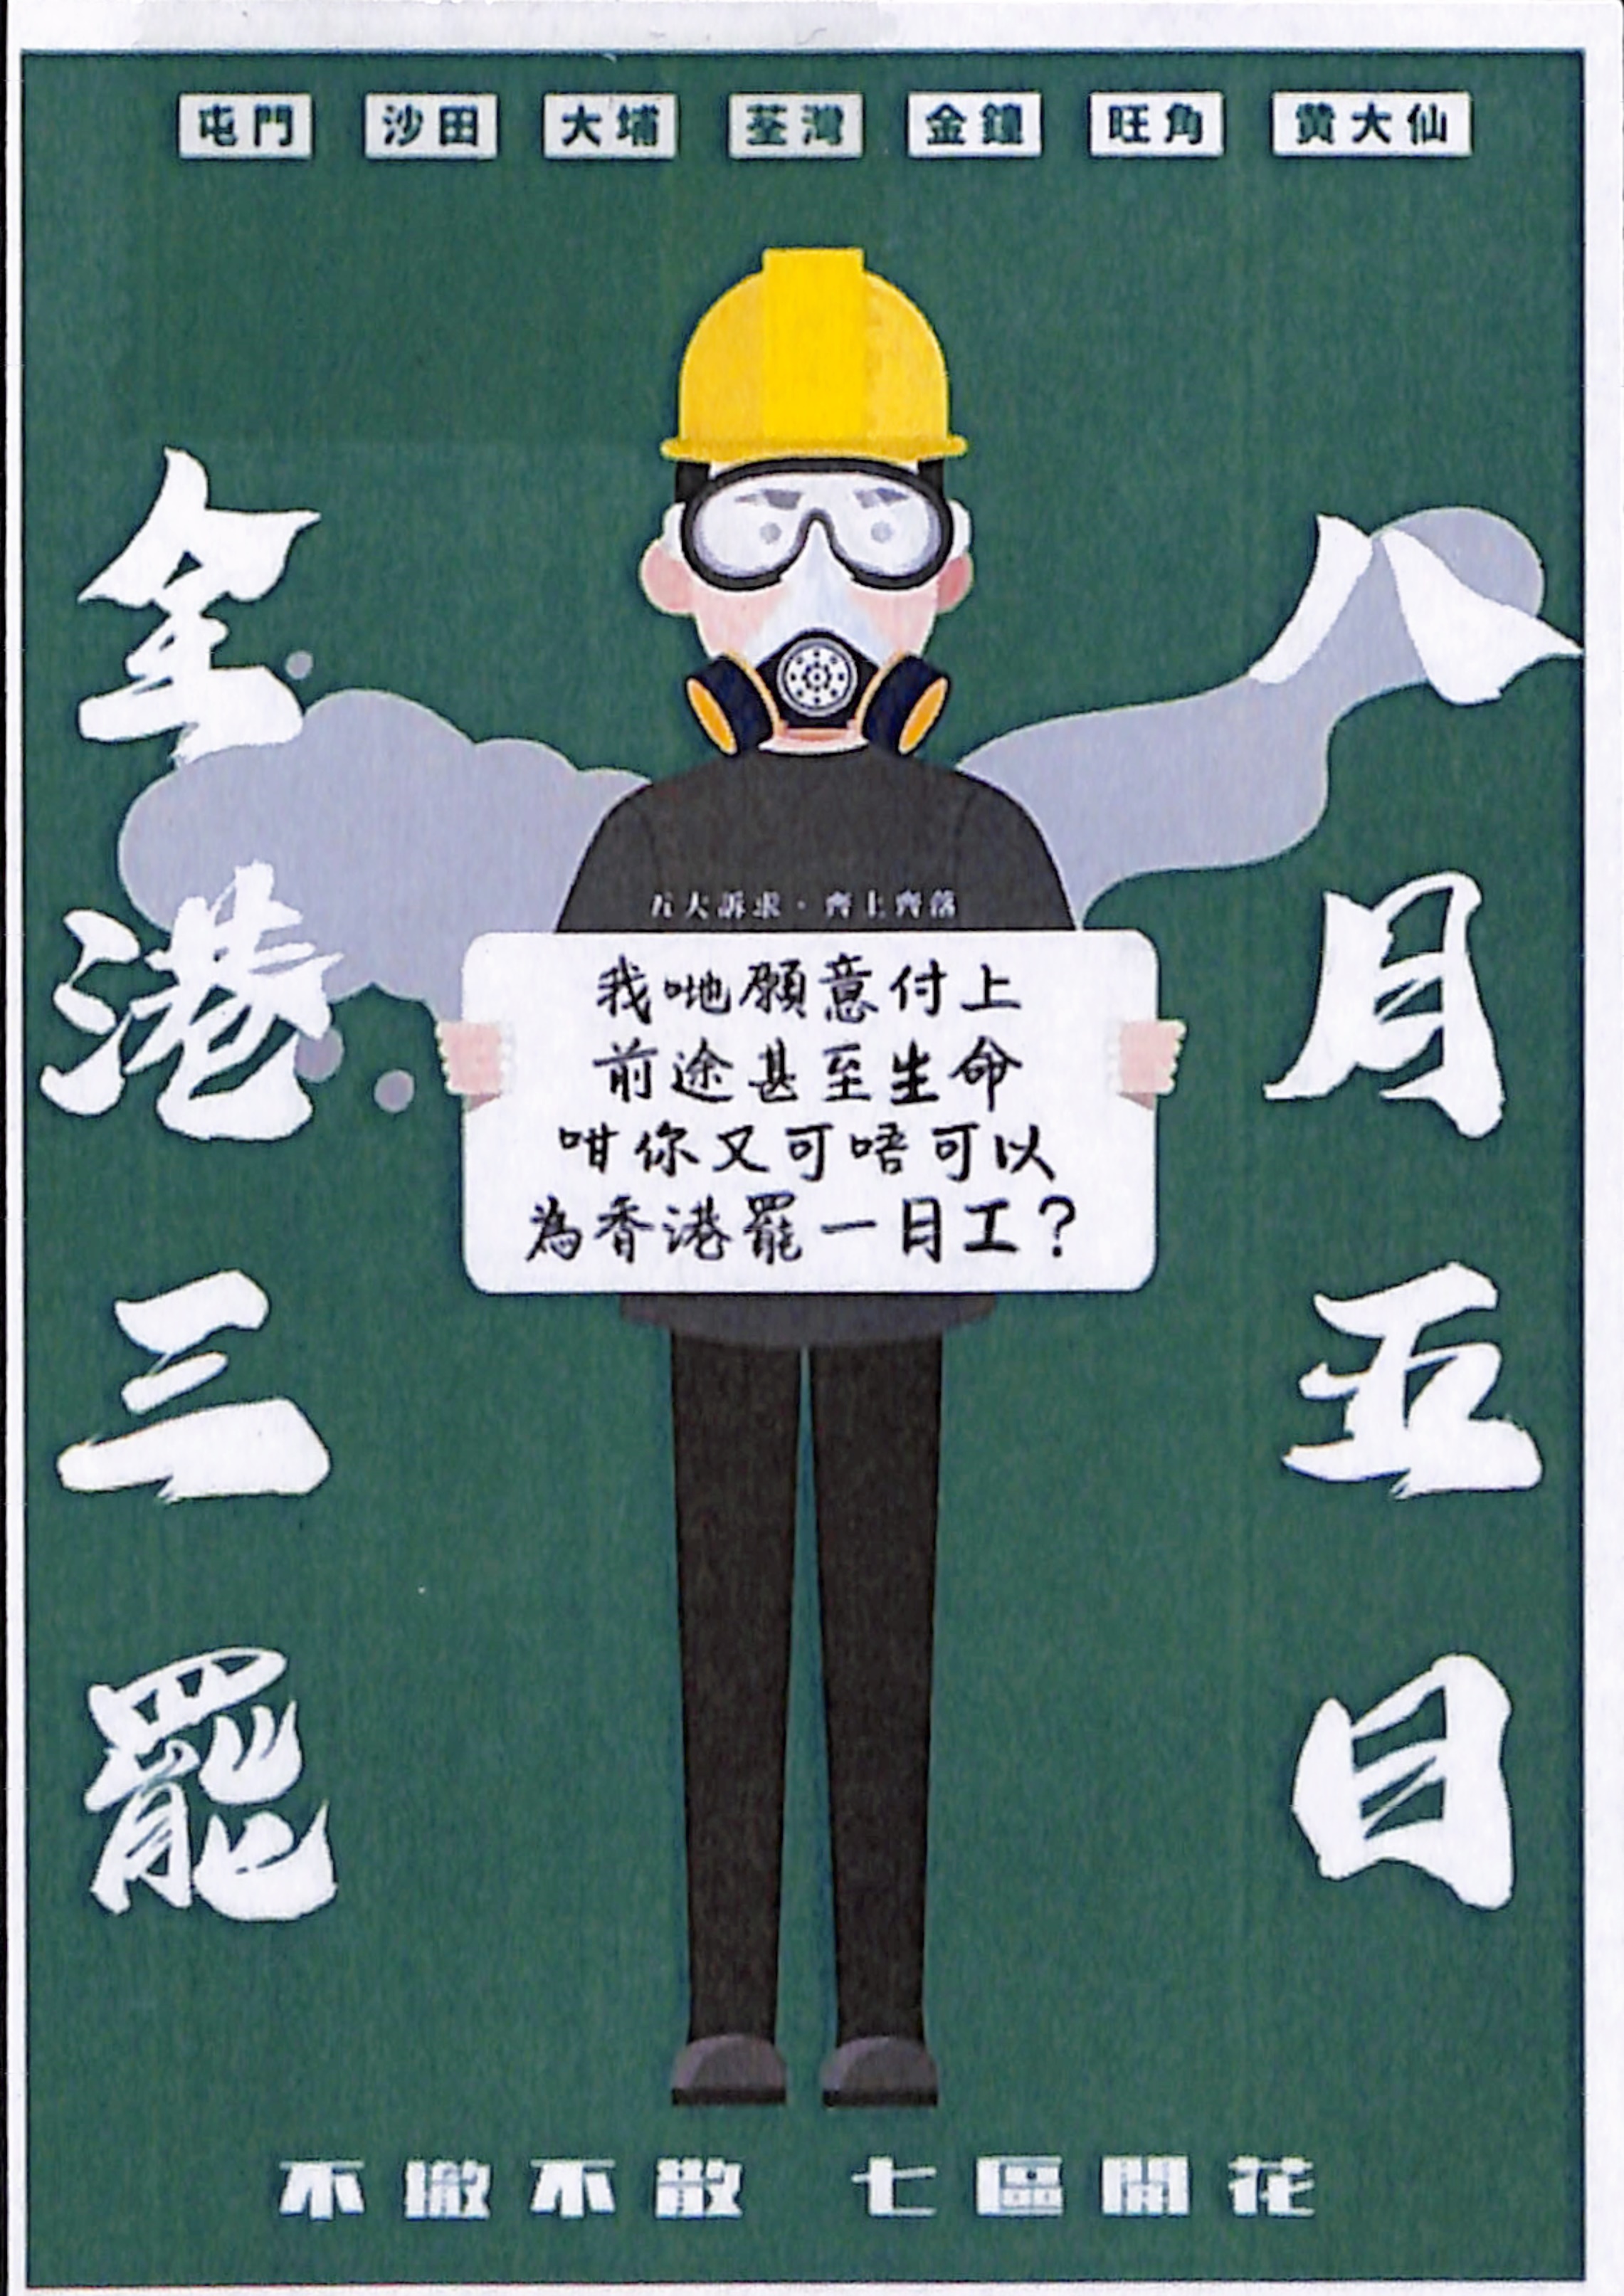 屯門 沙田 大埔 荃灣 金鐘 旺角 黃大仙
八月五日
全港三罷
五大訴求·齊上齊落
我哋願意付上
前途甚至生命
咁你又可唔可以
為香港罷一日工?
不撤不散 七區開花